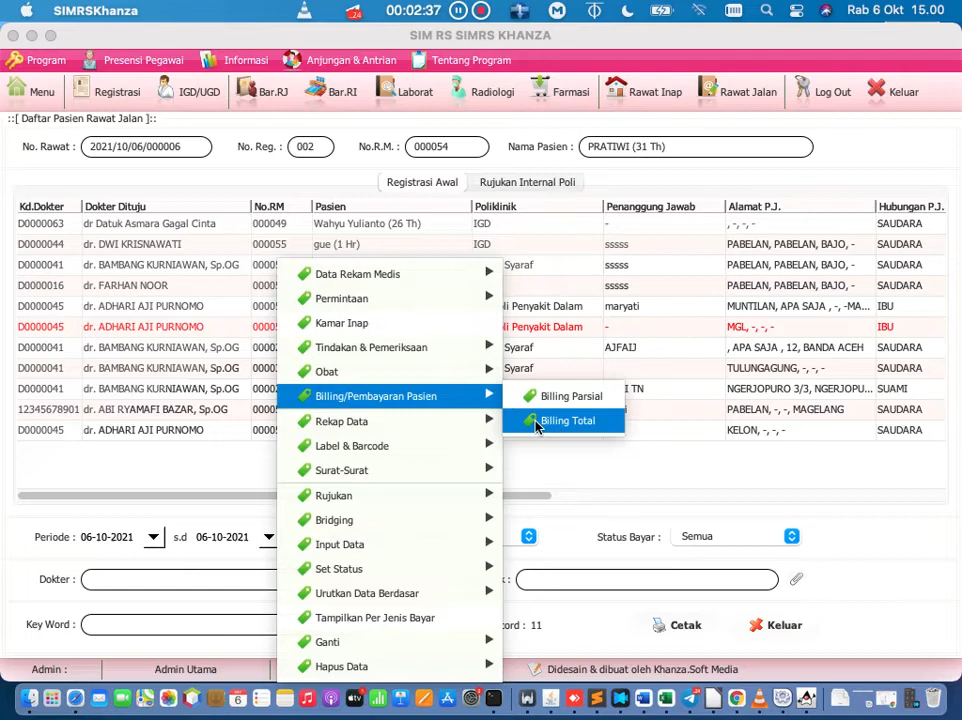 SIMRSKhanza 24 00:02:37 Rab 6 Okt 15.00
SIM RS SIMRS KHANZA
Program Presensi Pegawai Informasi Anjungan & Antrian Tentang Program
Menu Registrasi IGD/UGD Bar.RJ Bar.RI Laborat Radiologi Farmasi Rawat Inap Rawat Jalan Log Out Keluar
::[ Daftar Pasien Rawat Jalan ]::
No. Rawat : 2021/10/06/000006 No. Reg. : 002 No.R.M. : 000054 Nama Pasien : PRATIWI (31 Th)
Registrasi Awal Rujukan Internal Poli
Kd.Dokter Dokter Dituju No.RM Pasien Poliklinik Penanggung Jawab Alamat P.J. Hubungan P.J.
D0000063 dr Datuk Asmara Gagal Cinta 000049 Wahyu Yulianto (26 Th) IGD - , -, -, - SAUDARA
D0000044 dr. DWI KRISNAWATI 000055 gue (1 Hr) IGD sssss PABELAN, PABELAN, BAJO, - SAUDARA
D0000041 dr. BAMBANG KURNIAWAN, Sp.OG Syaraf sssss PABELAN, PABELAN, BAJO, - SAUDARA
D0000016 dr. FARHAN NOOR sssss PABELAN, PABELAN, BAJO, - SAUDARA
D0000045 dr. ADHARI AJI PURNOMO Penyakit Dalam maryati MUNTILAN, APA SAJA , -, -MA... IBU
D0000045 dr. ADHARI AJI PURNOMO Penyakit Dalam - MGL, -, -, - IBU
D0000041 dr. BAMBANG KURNIAWAN, Sp.OG Syaraf AJFAIJ , APA SAJA , 12, BANDA ACEH SAUDARA
D0000041 dr. BAMBANG KURNIAWAN, Sp.OG Syaraf TULUNGAGUNG, -, -, - SAUDARA
D0000041 dr. BAMBANG KURNIAWAN, Sp.OG TN NGERJOPURO 3/3, NGERJOPU... SUAMI
12345678901 dr. ABI RYAMAFI BAZAR, Sp.OG PABELAN, -, -, MAGELANG SAUDARA
D0000041 dr. BAMBANG KURNIAWAN, Sp.OG KELON, -, -, - SAUDARA
Data Rekam Medis
Permintaan
Kamar Inap
Tindakan & Pemeriksaan
Obat
Billing/Pembayaran Pasien
Rekap Data
Label & Barcode
Surat-Surat
Rujukan
Bridging
Input Data
Set Status
Urutkan Data Berdasar
Tampilkan Per Jenis Bayar
Ganti
Hapus Data
Billing Parsial
Billing Total
Periode : 06-10-2021 s.d 06-10-2021 Status Bayar : Semua
Dokter :
Key Word : 11 Cetak Keluar
Admin : Admin Utama Didesain & dibuat oleh Khanza.Soft Media